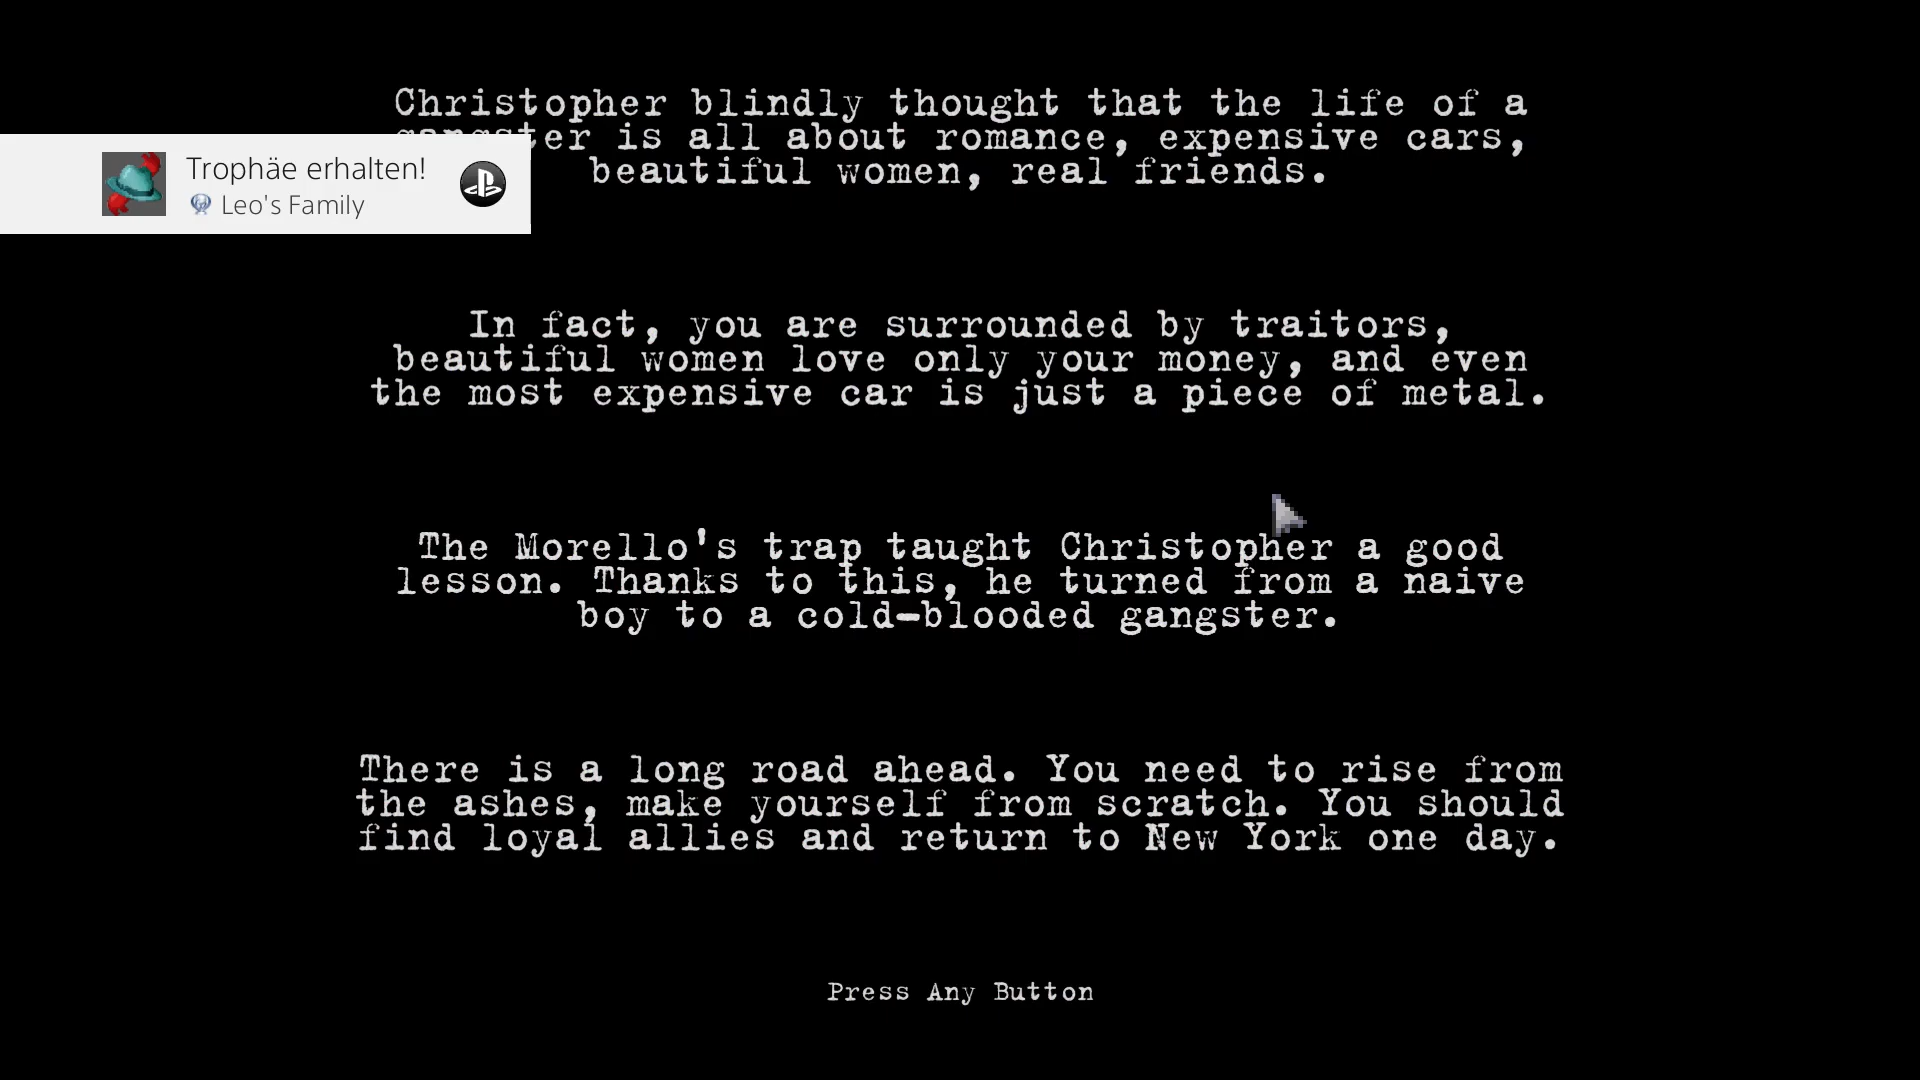 Christopher blindly thought that the life of a
gangster is all about romance, expensive cars,
beautiful women, real friends.
Trophäe erhalten!
Leo's Family
In fact, you are surrounded by traitors,
beautiful women love only your money, and even
the most expensive car is just a piece of metal.
The Morello's trap taught Christopher a good
lesson. Thanks to this, he turned from a naive
boy to a cold-blooded gangster.
There is a long road ahead. You need to rise from
the ashes, make yourself from scratch. You should
find loyal allies and return to New York one day.
Press Any Button